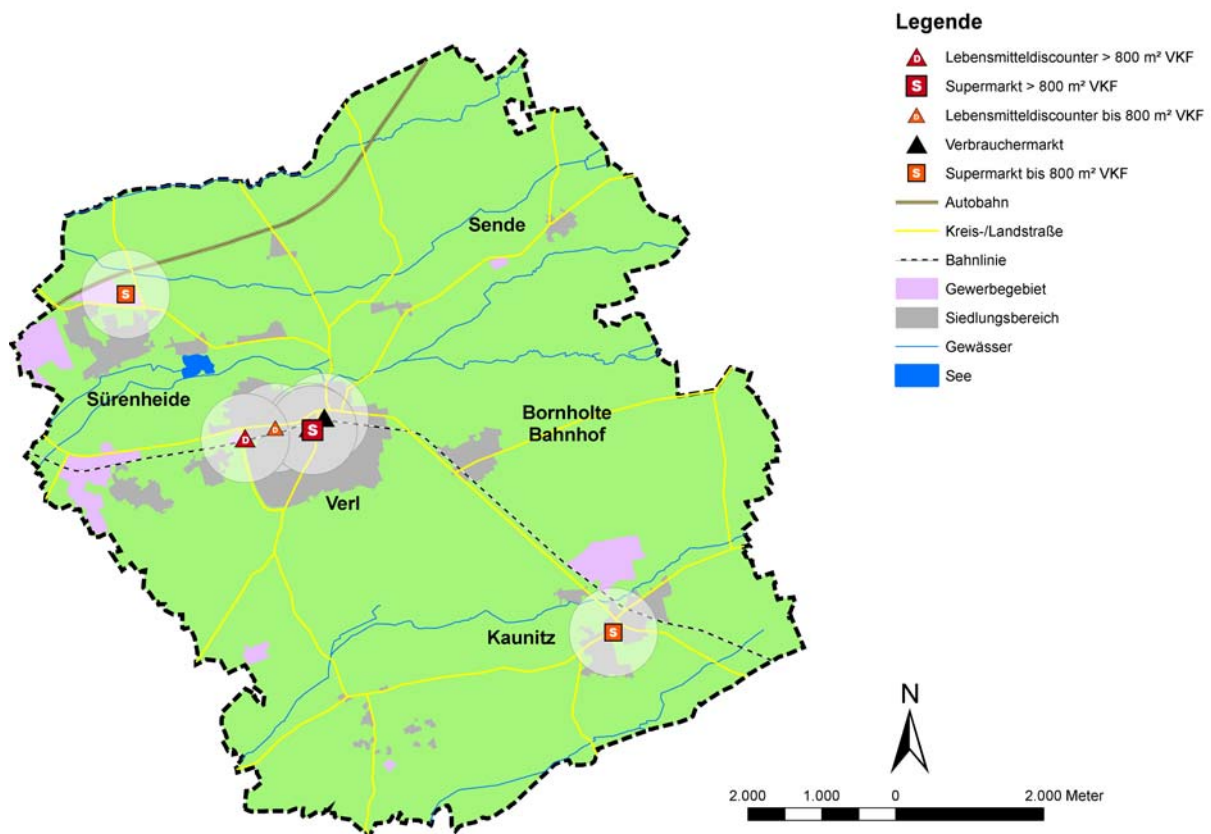 Legende
D Lebensmitteldiscounter > 800 m² VKF
S Supermarkt > 800 m² VKF
D Lebensmitteldiscounter bis 800 m² VKF
Verbrauchermarkt
S Supermarkt bis 800 m² VKF
Autobahn
Kreis-/Landstraße
Bahnlinie
Gewerbegebiet
Siedlungsbereich
Gewässer
See
Sende
S
Sürenheide
Bornholte
Bahnhof
D
D
S
Verl
Kaunitz
S
N
2.000 1.000 0 2.000 Meter